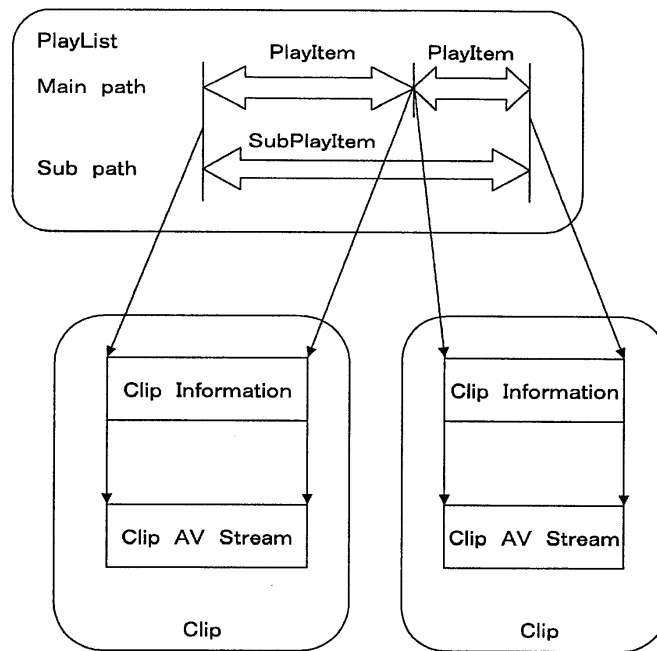 PlayList
PlayItem PlayItem
Main path
SubPlayItem
Sub path
Clip Information Clip Information
Clip AV Stream Clip AV Stream
Clip Clip